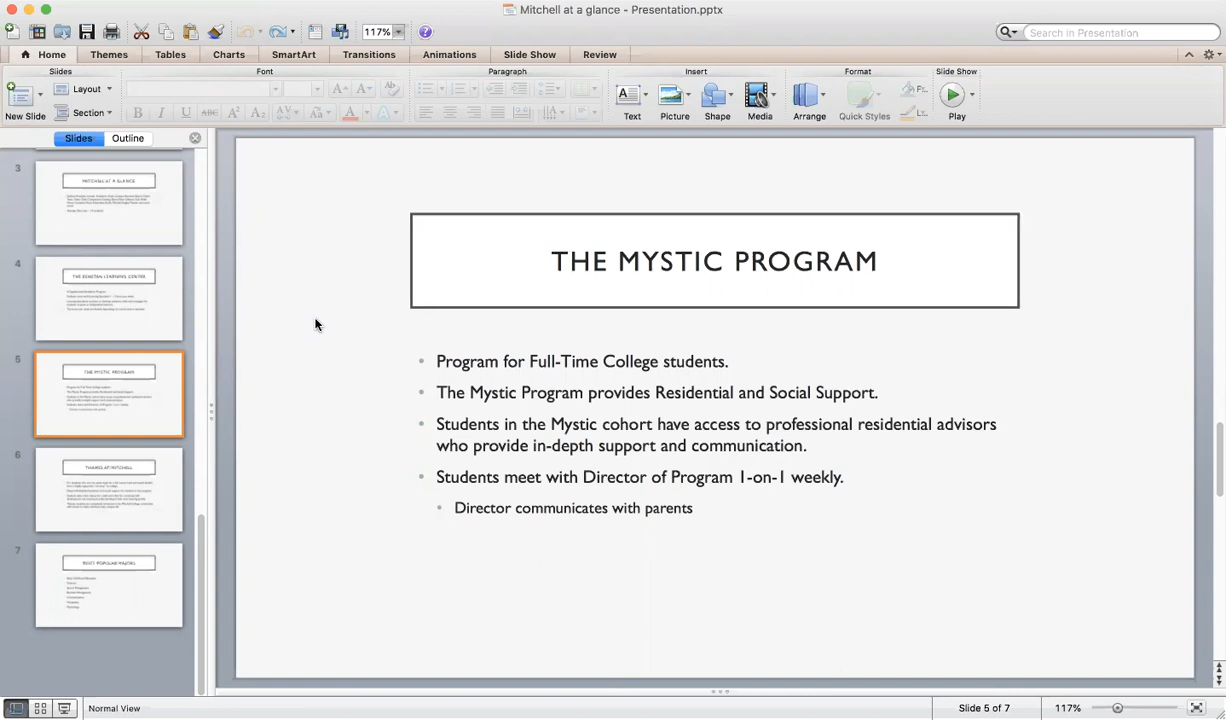 Mitchell at a glance - Presentation.pptx
117%
Search in Presentation
Home Themes Tables Charts SmartArt Transitions Animations Slide Show Review
Slides Font Paragraph Insert Format Slide Show
New Slide Layout Section
Text Picture Shape Media Arrange Quick Styles Play
Slides Outline
3
MITCHELL AT A GLANCE
4
THE BENTSEN LEARNING CENTER
5
THE MYSTIC PROGRAM
6
THAMES AT MITCHELL
7
MOST POPULAR MAJORS
THE MYSTIC PROGRAM
• Program for Full-Time College students.
• The Mystic Program provides Residential and Social Support.
• Students in the Mystic cohort have access to professional residential advisors
who provide in-depth support and communication.
• Students meet with Director of Program 1-on-1 weekly.
• Director communicates with parents
Normal View
Slide 5 of 7
117%